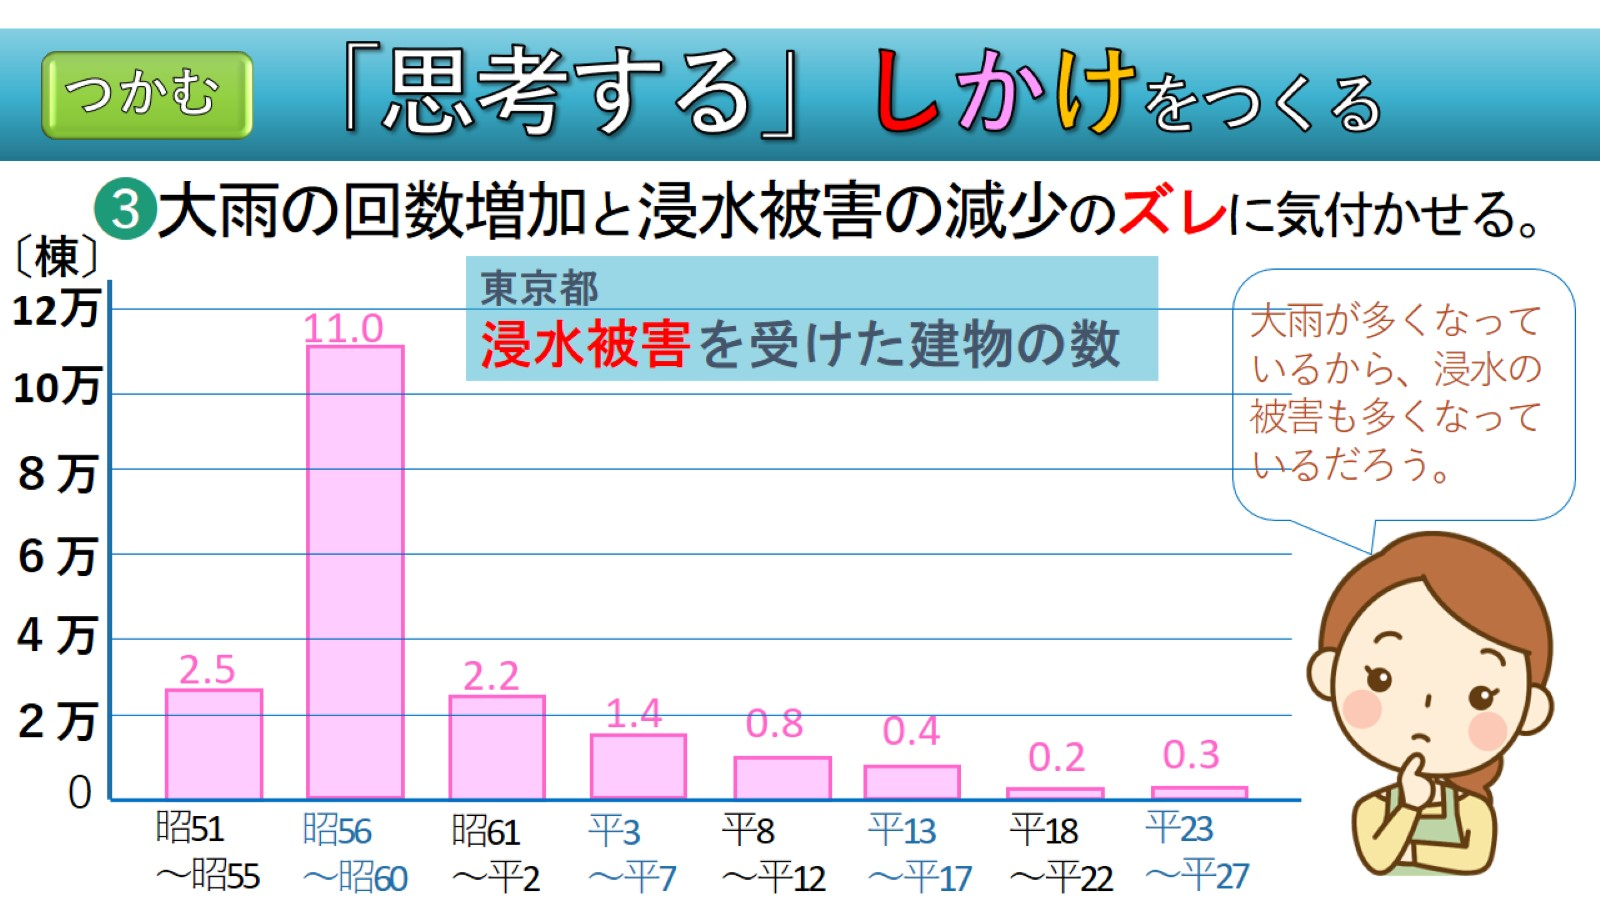 つかむ
「思考する」しかけをつくる
❸大雨の回数増加と浸水被害の減少のズレに気付かせる。
〔棟〕
東京都
浸水被害を受けた建物の数
大雨が多くなって
いるから、浸水の
被害も多くなって
いるだろう。
12万
10万
8万
6万
4万
2万
0
2.5
11.0
2.2
1.4
0.8
0.4
0.2
0.3
昭51
～昭55
昭56
～昭60
昭61
～平2
平3
～平7
平8
～平12
平13
～平17
平18
～平22
平23
～平27